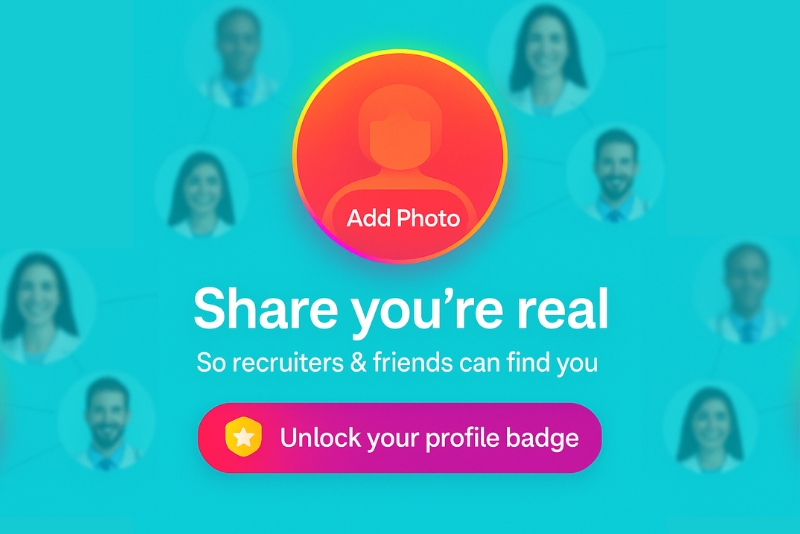 Add Photo
Share you’re real
So recruiters & friends can find you
Unlock your profile badge